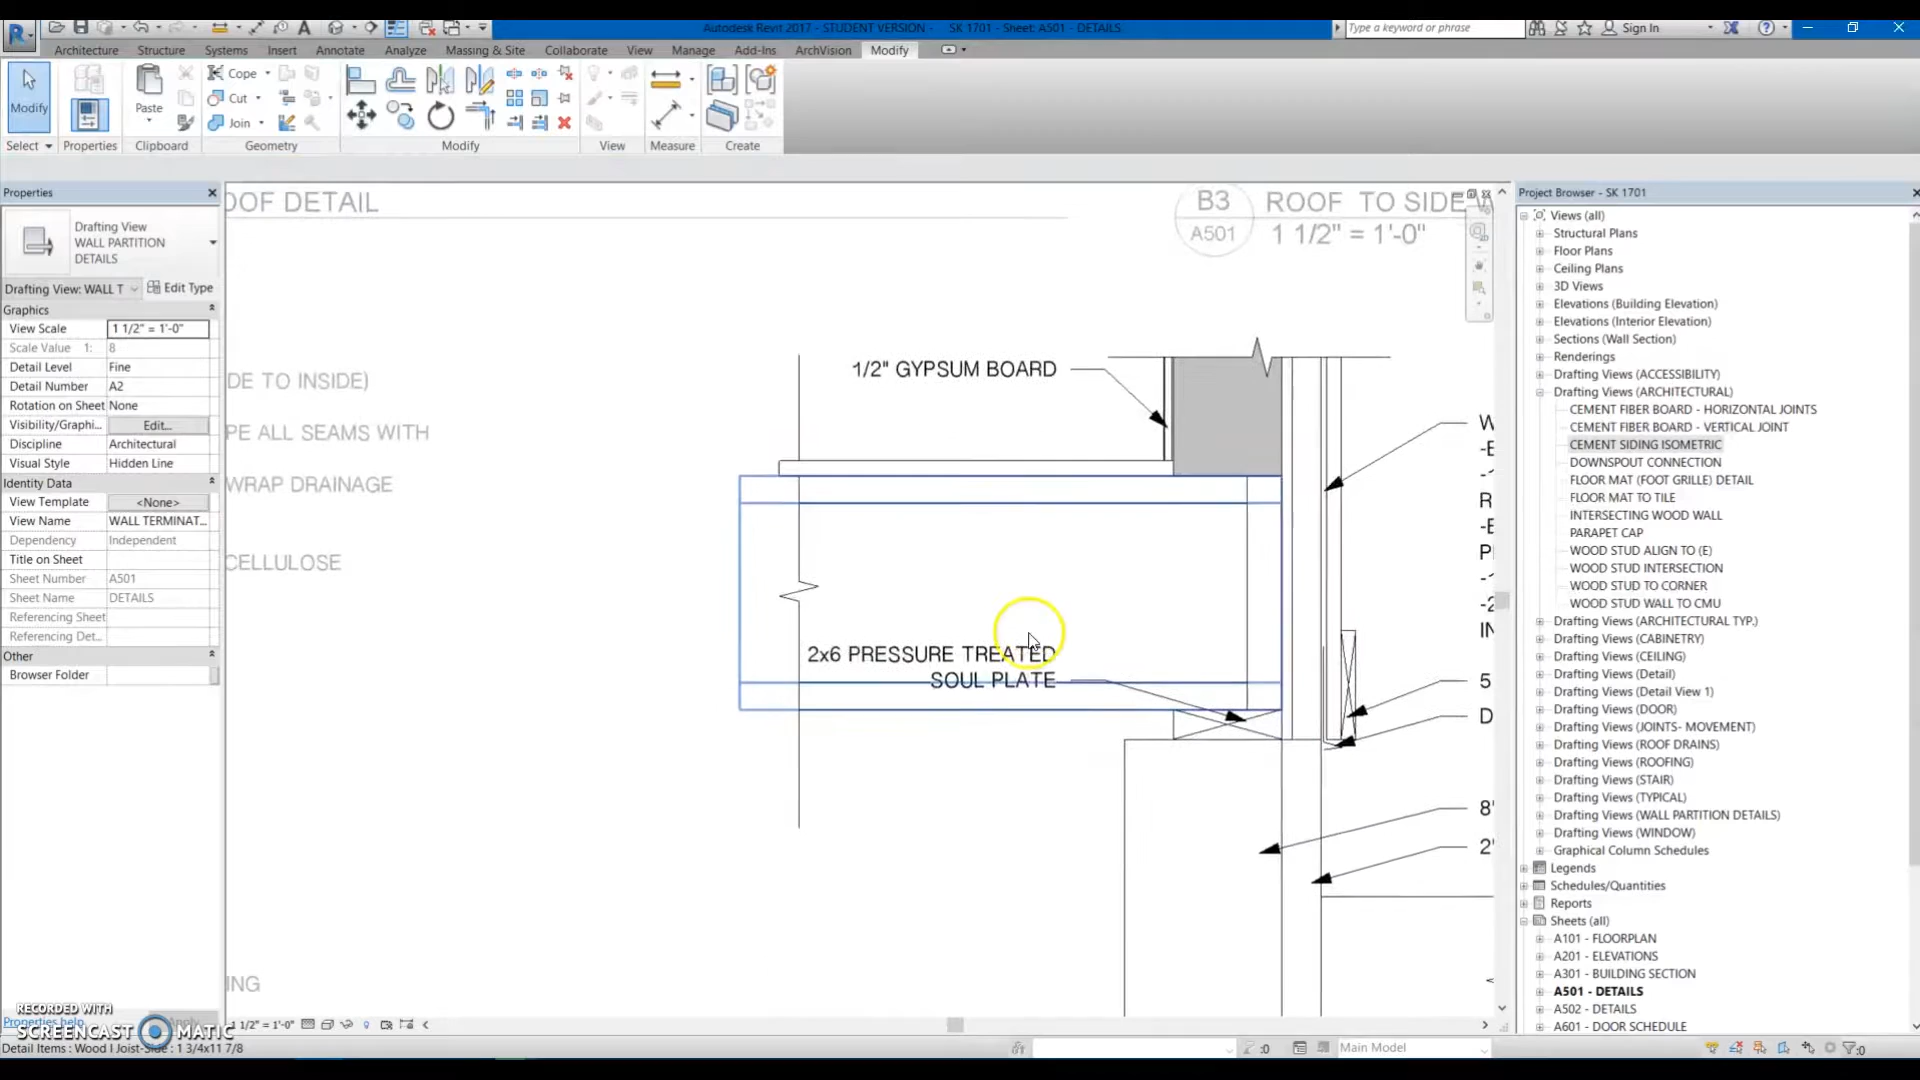 Autodesk Revit 2017 - STUDENT VERSION - SK 1701 - Sheet: A501 - DETAILS
Type a keyword or phrase
Sign In
Architecture Structure Systems Insert Annotate Analyze Massing & Site Collaborate View Manage Add-Ins ArchVision Modify
Modify
Paste
Cope
Cut
Join
Select Properties Clipboard Geometry Modify View Measure Create
Properties
Drafting View
WALL PARTITION
DETAILS
Drafting View: WALL T Edit Type
Graphics
View Scale 1 1/2" = 1'-0"
Scale Value 1: 8
Detail Level Fine
Detail Number A2
Rotation on Sheet None
Visibility/Graphi... Edit...
Discipline Architectural
Visual Style Hidden Line
Identity Data
View Template <None>
View Name WALL TERMINAT...
Dependency Independent
Title on Sheet
Sheet Number A501
Sheet Name DETAILS
Referencing Sheet
Referencing Det...
Other
Browser Folder
Properties help
Apply
RECORDED WITH
SCREENCAST MATIC
1 1/2" = 1'-0"
Detail Items : Wood I Joist-Side : 1 3/4x11 7/8
:0
Main Model
:0
OOF DETAIL
B3
A501
ROOF TO SIDE W
1 1/2" = 1'-0"
DE TO INSIDE)
PE ALL SEAMS WITH
WRAP DRAINAGE
CELLULOSE
ING
1/2" GYPSUM BOARD
2x6 PRESSURE TREATED
SOUL PLATE
W
-E
-1
R
-E
P
-1
-2
IN
5
D
8'
2'
Project Browser - SK 1701
Views (all)
Structural Plans
Floor Plans
Ceiling Plans
3D Views
Elevations (Building Elevation)
Elevations (Interior Elevation)
Sections (Wall Section)
Renderings
Drafting Views (ACCESSIBILITY)
Drafting Views (ARCHITECTURAL)
CEMENT FIBER BOARD - HORIZONTAL JOINTS
CEMENT FIBER BOARD - VERTICAL JOINT
CEMENT SIDING ISOMETRIC
DOWNSPOUT CONNECTION
FLOOR MAT (FOOT GRILLE) DETAIL
FLOOR MAT TO TILE
INTERSECTING WOOD WALL
PARAPET CAP
WOOD STUD ALIGN TO (E)
WOOD STUD INTERSECTION
WOOD STUD TO CORNER
WOOD STUD WALL TO CMU
Drafting Views (ARCHITECTURAL TYP.)
Drafting Views (CABINETRY)
Drafting Views (CEILING)
Drafting Views (Detail)
Drafting Views (Detail View 1)
Drafting Views (DOOR)
Drafting Views (JOINTS- MOVEMENT)
Drafting Views (ROOF DRAINS)
Drafting Views (ROOFING)
Drafting Views (STAIR)
Drafting Views (TYPICAL)
Drafting Views (WALL PARTITION DETAILS)
Drafting Views (WINDOW)
Graphical Column Schedules
Legends
Schedules/Quantities
Reports
Sheets (all)
A101 - FLOORPLAN
A201 - ELEVATIONS
A301 - BUILDING SECTION
A501 - DETAILS
A502 - DETAILS
A601 - DOOR SCHEDULE